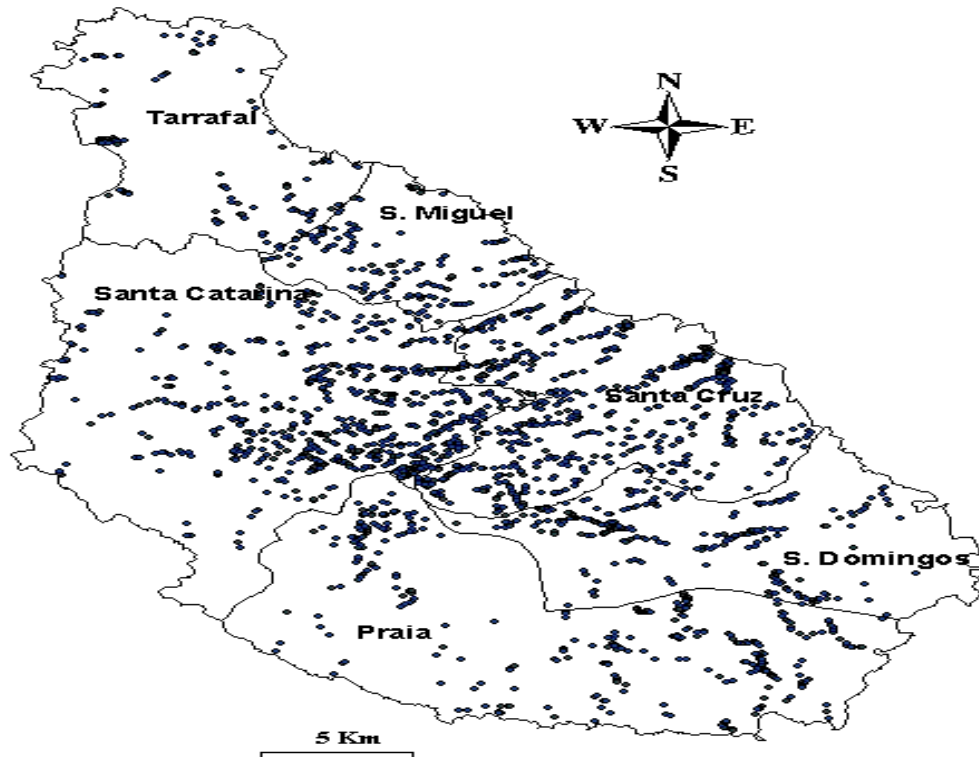 N
W E
S
Tarrafal
S. Miguel
Santa Catarina
Santa Cruz
S. Domingos
Praia
5 Km